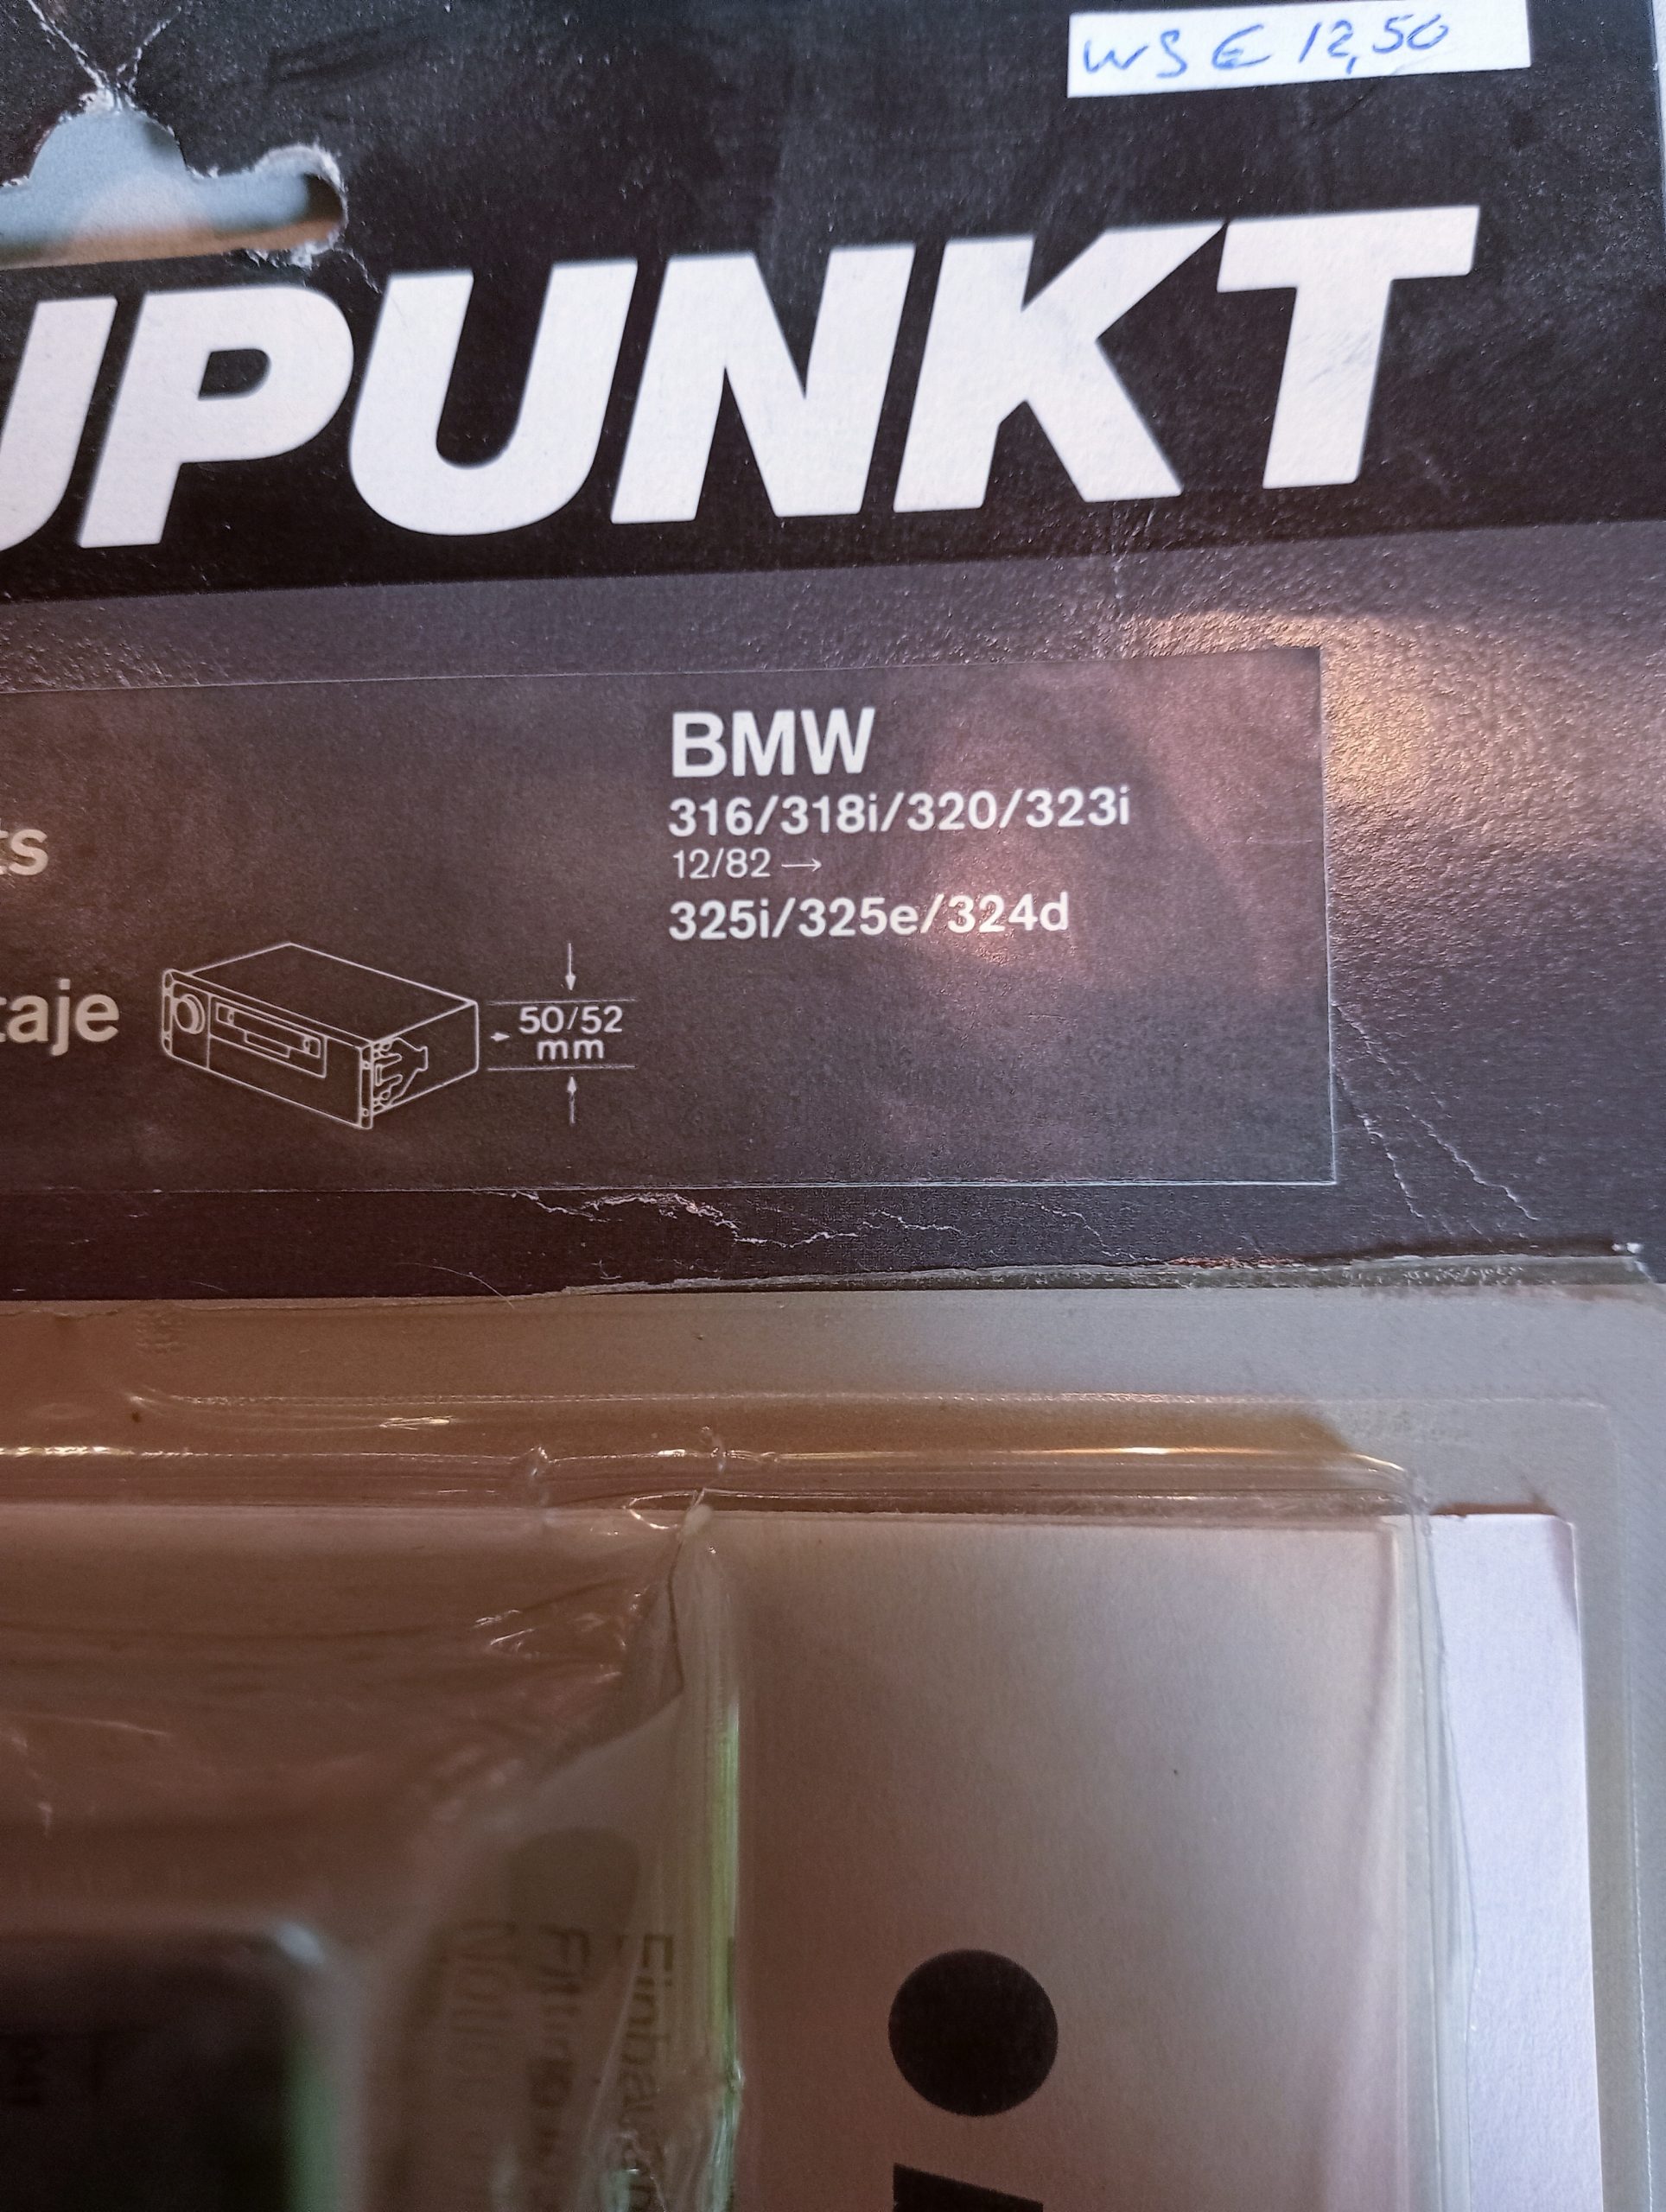 WS € 12,50
UPUNKT
BMW
316/318i/320/323i
12/82 →
325i/325e/324d
ts
taje
50/52
mm